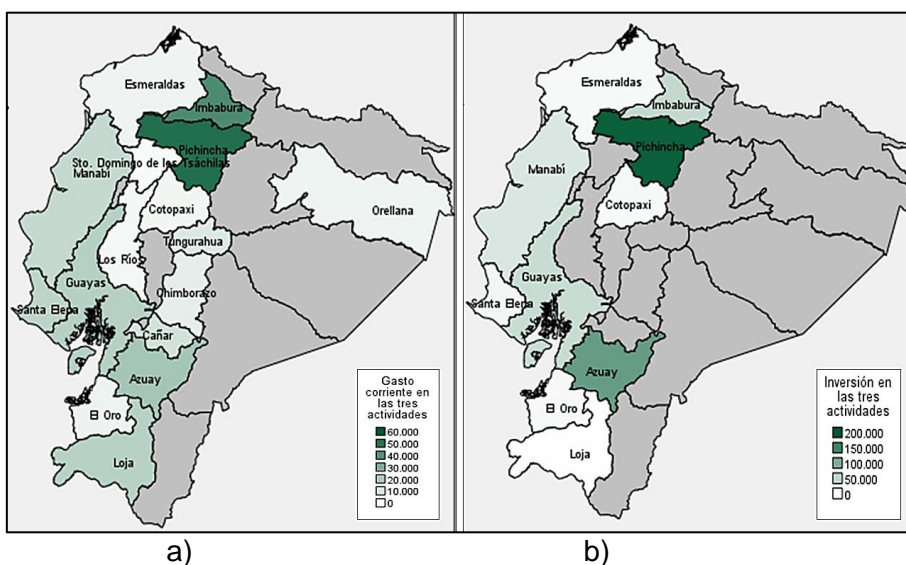 Esmeraldas
Imbabura
Pichincha
Sto. Domingo de los Tsáchilas
Manabí
Cotopaxi
Orellana
Tungurahua
Los Ríos
Guayas
Chimborazo
Santa Elena
Cañar
Azuay
El Oro
Loja
Gasto
corriente en
las tres
actividades
60.000
50.000
40.000
30.000
20.000
10.000
0
Esmeraldas
Imbabura
Pichincha
Manabí
Cotopaxi
Guayas
Santa Elena
Azuay
El Oro
Loja
Inversión en
las tres
actividades
200.000
150.000
100.000
50.000
0
a)
b)